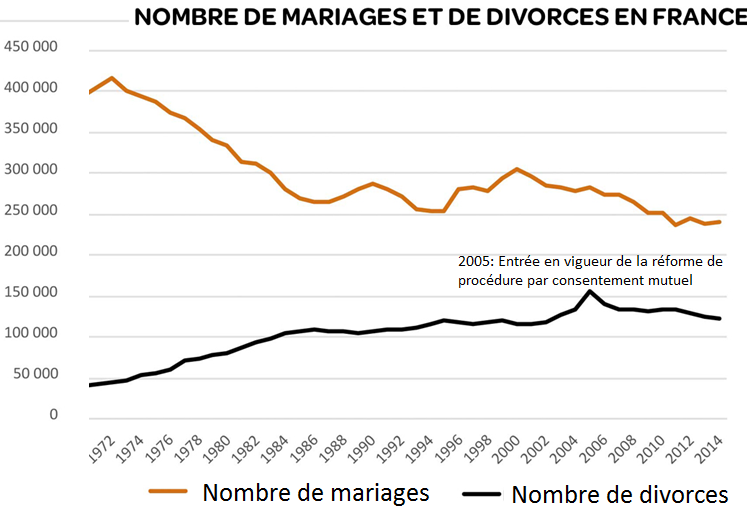 NOMBRE DE MARIAGES ET DE DIVORCES EN FRANCE
450 000
400 000
350 000
300 000
250 000
200 000
150 000
100 000
50 000
0
2005: Entrée en vigueur de la réforme de
procédure par consentement mutuel
1972 1974 1976 1978 1980 1982 1984 1986 1988 1990 1992 1994 1996 1998 2000 2002 2004 2006 2008 2010 2012 2014
Nombre de mariages Nombre de divorces